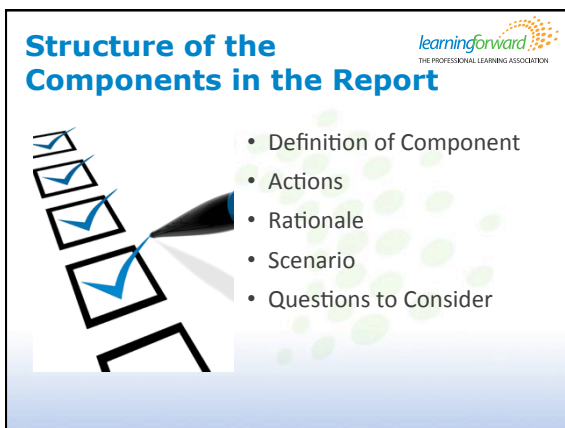 Structure of the
Components in the Report
learningforward
THE PROFESSIONAL LEARNING ASSOCIATION
• Definition of Component
• Actions
• Rationale
• Scenario
• Questions to Consider